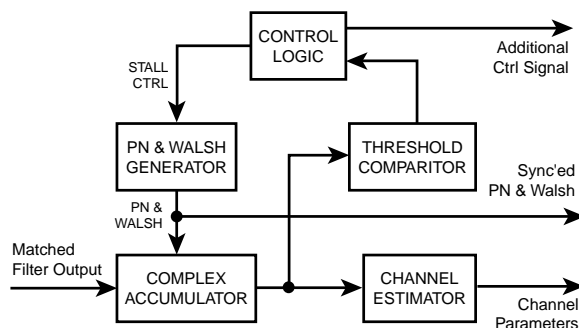 CONTROL
LOGIC
Additional
Ctrl Signal
STALL
CTRL
PN & WALSH
GENERATOR
THRESHOLD
COMPARITOR
Sync'ed
PN & Walsh
PN &
WALSH
Matched
Filter Output
COMPLEX
ACCUMULATOR
CHANNEL
ESTIMATOR
Channel
Parameters